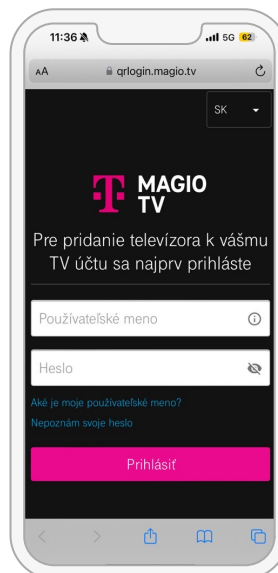 11:36
5G 62
AA qrlogin.magio.tv
SK
T MAGIO
TV
Pre pridanie televízora k vášmu
TV účtu sa najprv prihláste
Používateľské meno
Heslo
Aké je moje používateľské meno?
Nepoznám svoje heslo
Prihlásiť